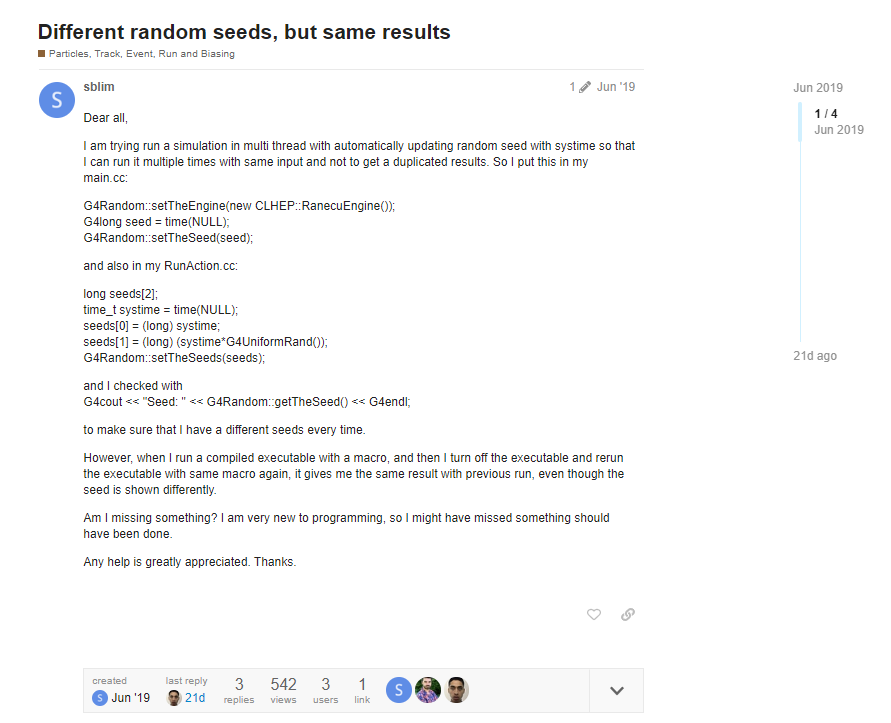 Different random seeds, but same results
Particles, Track, Event, Run and Biasing
S
sblim
1
Jun '19
Dear all,
I am trying run a simulation in multi thread with automatically updating random seed with systime so that
I can run it multiple times with same input and not to get a duplicated results. So I put this in my
main.cc:
G4Random::setTheEngine(new CLHEP::RanecuEngine());
G4long seed = time(NULL);
G4Random::setTheSeed(seed);
and also in my RunAction.cc:
long seeds[2];
time_t systime = time(NULL);
seeds[0] = (long) systime;
seeds[1] = (long) (systime*G4UniformRand());
G4Random::setTheSeeds(seeds);
and I checked with
G4cout << "Seed: " << G4Random::getTheSeed() << G4endl;
to make sure that I have a different seeds every time.
However, when I run a compiled executable with a macro, and then I turn off the executable and rerun
the executable with same macro again, it gives me the same result with previous run, even though the
seed is shown differently.
Am I missing something? I am very new to programming, so I might have missed something should
have been done.
Any help is greatly appreciated. Thanks.
created
S Jun '19
last reply
21d
3
replies
542
views
3
users
1
link
S
Jun 2019
1 / 4
Jun 2019
21d ago